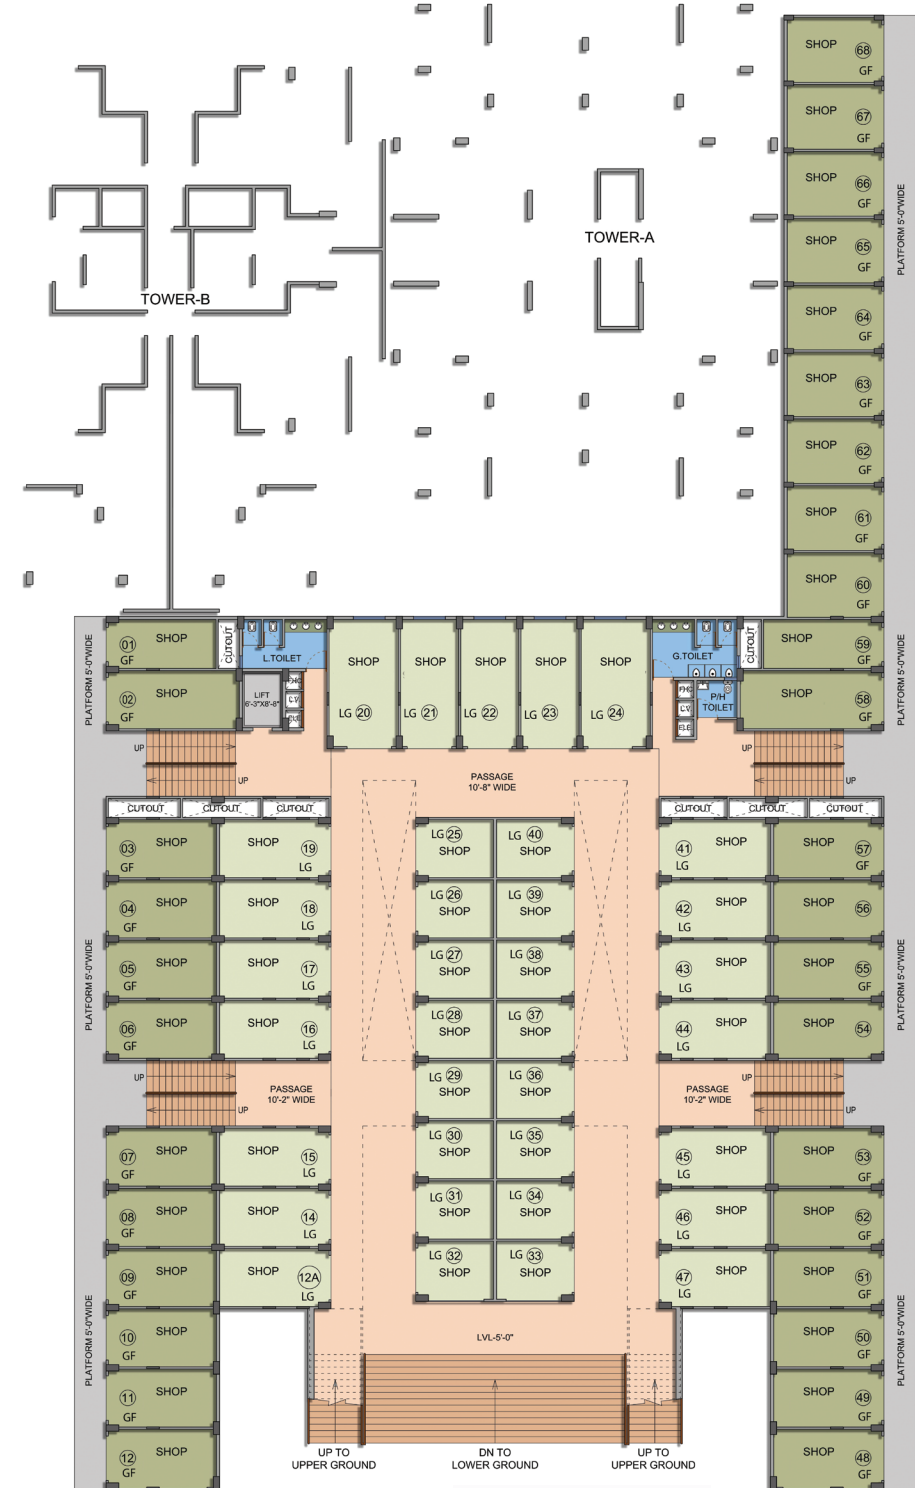 SHOP 68
GF
SHOP 67
GF
SHOP 66
GF
SHOP 65
GF
SHOP 64
GF
SHOP 63
GF
SHOP 62
GF
SHOP 61
GF
SHOP 60
GF
PLATFORM 5'-0"WIDE
TOWER-A
TOWER-B
PLATFORM 5'-0"WIDE
01 SHOP
GF
CUTOUT
L.TOILET
02 SHOP
GF
LIFT
6'-3"X8'-6"
SHOP
LG 20
SHOP
LG 21
SHOP
LG 22
SHOP
LG 23
SHOP
LG 24
G.TOILET
P/H
TOILET
FHC
ELE
CUTOUT
SHOP 59
GF
SHOP 58
GF
PLATFORM 5'-0"WIDE
UP
UP
PASSAGE
10'-8" WIDE
UP
UP
CUTOUT
CUTOUT
CUTOUT
CUTOUT
CUTOUT
CUTOUT
03 SHOP
GF
SHOP 19
LG
LG 25
SHOP
LG 40
SHOP
41 SHOP
LG
SHOP 57
GF
04 SHOP
GF
SHOP 18
LG
LG 26
SHOP
LG 39
SHOP
42 SHOP
LG
SHOP 56
PLATFORM 5'-0"WIDE
05 SHOP
GF
SHOP 17
LG
LG 27
SHOP
LG 38
SHOP
43 SHOP
LG
SHOP 55
GF
PLATFORM 5'-0"WIDE
06 SHOP
GF
SHOP 16
LG
LG 28
SHOP
LG 37
SHOP
44 SHOP
LG
SHOP 54
UP
UP
PASSAGE
10'-2" WIDE
LG 29
SHOP
LG 36
SHOP
PASSAGE
10'-2" WIDE
UP
UP
07 SHOP
GF
SHOP 15
LG
LG 30
SHOP
LG 35
SHOP
45 SHOP
LG
SHOP 53
GF
08 SHOP
GF
SHOP 14
LG
LG 31
SHOP
LG 34
SHOP
46 SHOP
LG
SHOP 52
GF
09 SHOP
GF
SHOP 12A
LG
LG 32
SHOP
LG 33
SHOP
47 SHOP
LG
SHOP 51
GF
PLATFORM 5'-0"WIDE
10 SHOP
GF
LVL-5'-0"
SHOP 50
GF
PLATFORM 5'-0"WIDE
11 SHOP
GF
SHOP 49
GF
12 SHOP
GF
UP TO
UPPER GROUND
DN TO
LOWER GROUND
UP TO
UPPER GROUND
SHOP 48
GF